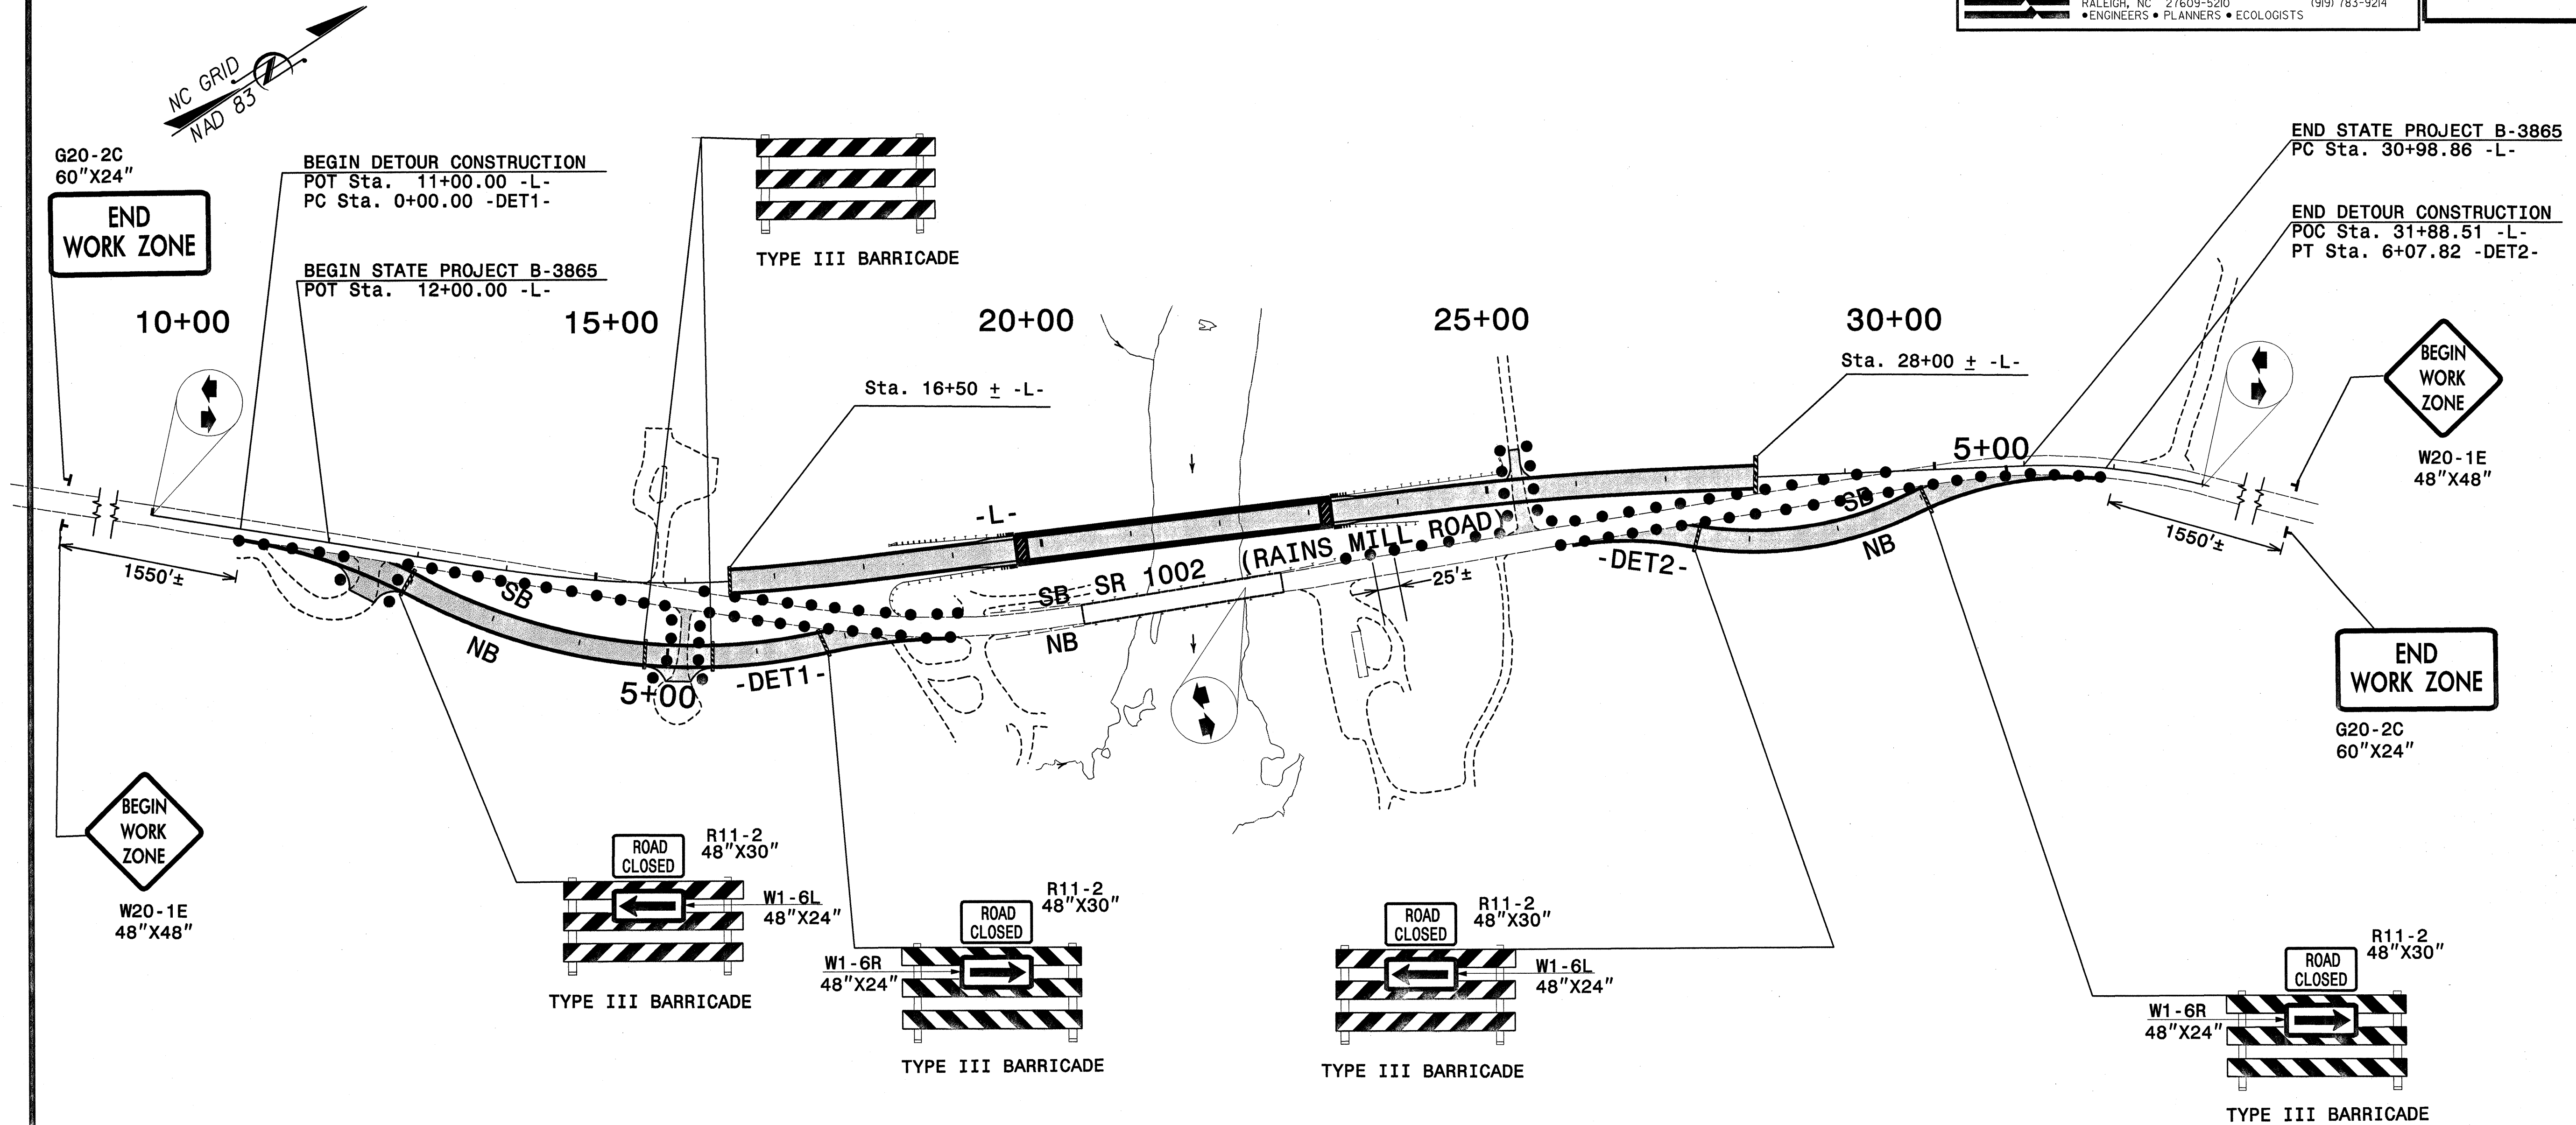 RALEIGH, NC 27609-5210 (919) 783-9214
•ENGINEERS • PLANNERS • ECOLOGISTS
NC GRID
NAD 83
G20-2C
60"X24"
END
WORK ZONE
BEGIN DETOUR CONSTRUCTION
POT Sta. 11+00.00 -L-
PC Sta. 0+00.00 -DET1-
BEGIN STATE PROJECT B-3865
POT Sta. 12+00.00 -L-
TYPE III BARRICADE
END STATE PROJECT B-3865
PC Sta. 30+98.86 -L-
END DETOUR CONSTRUCTION
POC Sta. 31+88.51 -L-
PT Sta. 6+07.82 -DET2-
10+00
15+00
20+00
25+00
30+00
Sta. 16+50 ± -L-
Sta. 28+00 ± -L-
BEGIN
WORK
ZONE
W20-1E
48"X48"
5+00
-L-
SB
SB
SR 1002 (RAINS MILL ROAD)
SB
NB
NB
NB
-DET1-
-DET2-
5+00
25'±
1550'±
1550'±
END
WORK ZONE
G20-2C
60"X24"
BEGIN
WORK
ZONE
W20-1E
48"X48"
ROAD
CLOSED
R11-2
48"X30"
W1-6L
48"X24"
TYPE III BARRICADE
ROAD
CLOSED
R11-2
48"X30"
W1-6R
48"X24"
TYPE III BARRICADE
ROAD
CLOSED
R11-2
48"X30"
W1-6L
48"X24"
TYPE III BARRICADE
ROAD
CLOSED
R11-2
48"X30"
W1-6R
48"X24"
TYPE III BARRICADE